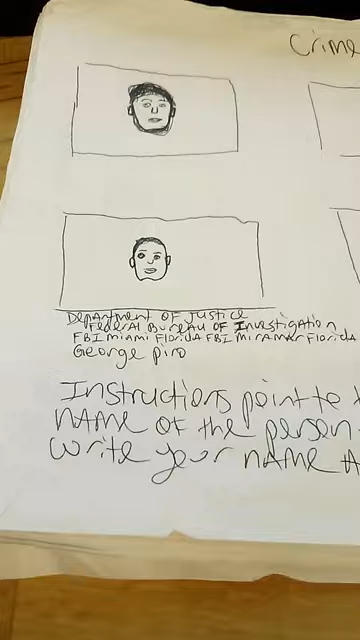 Crime
Department of Justice
Federal Bureau of Investigation
FBI Miami Florida FBI Miramar Florida
George piro
Instructions point to
name of the person
write your name